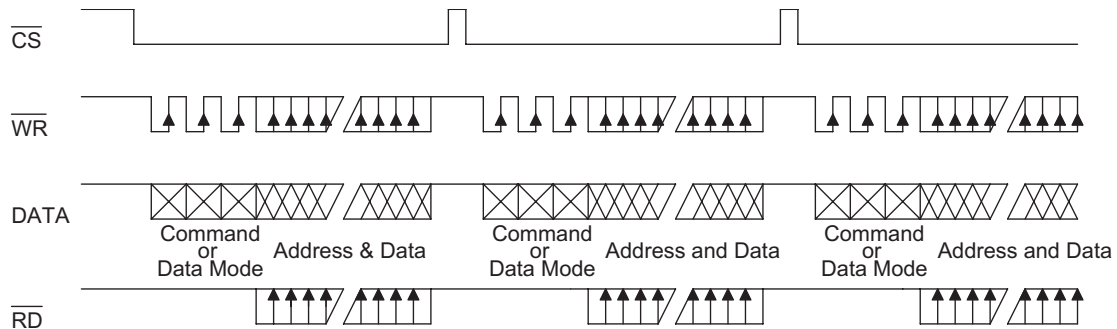 CS
WR
DATA
Command
or
Data Mode
Address & Data
Command
or
Data Mode
Address and Data
Command
or
Data Mode
Address and Data
RD